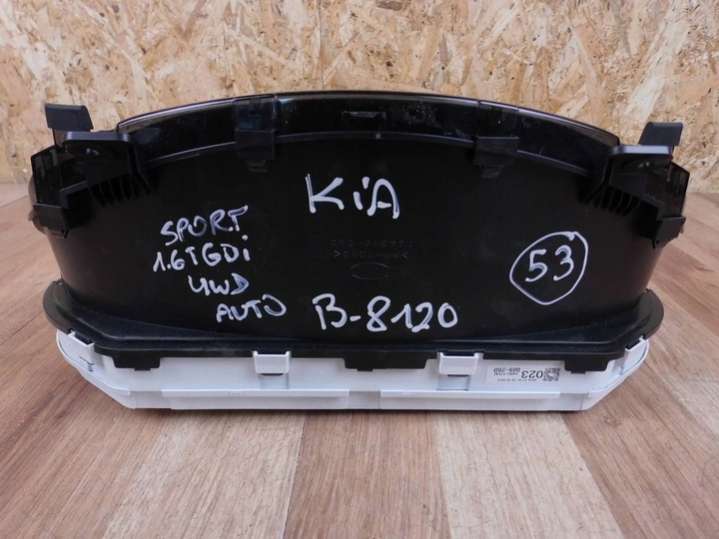 KiA
SPORT.
1.6TGDi
4WD
AUTO
B-8120
53
023